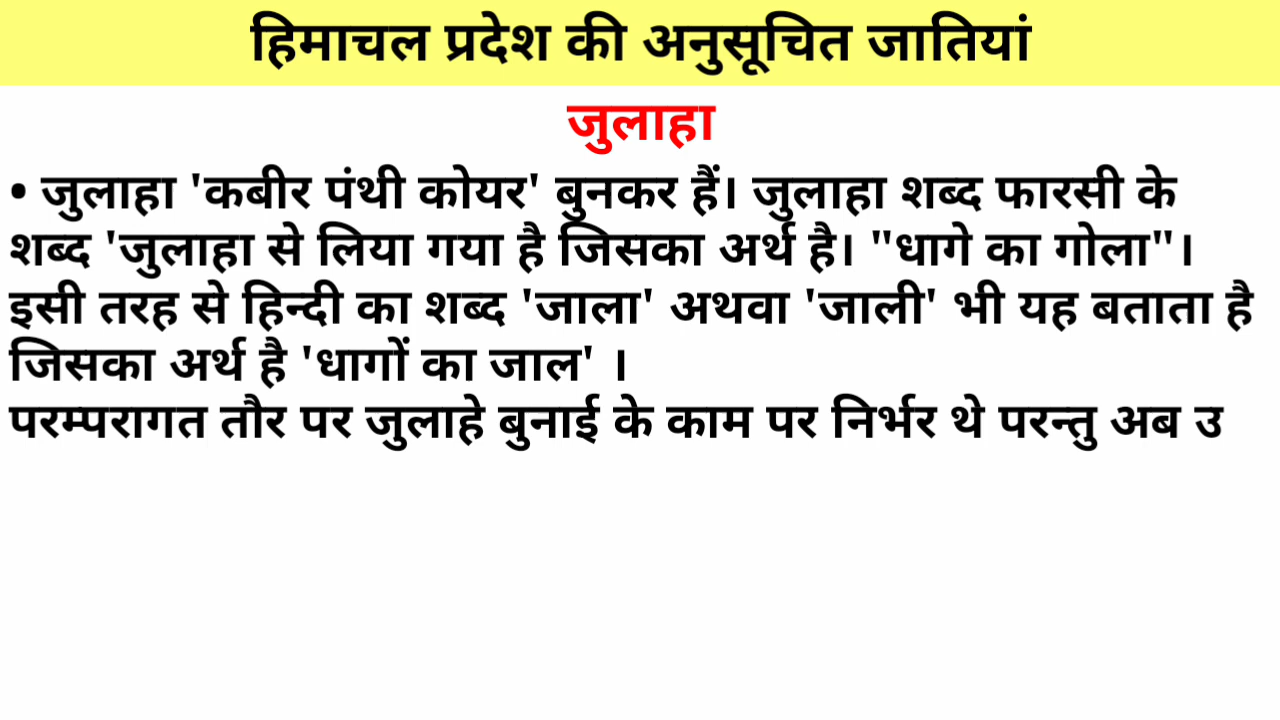 हिमाचल प्रदेश की अनुसूचित जातियां
जुलाहा
• जुलाहा 'कबीर पंथी कोयर' बुनकर हैं। जुलाहा शब्द फारसी के
शब्द 'जुलाहा से लिया गया है जिसका अर्थ है। "धागे का गोला"।
इसी तरह से हिन्दी का शब्द 'जाला' अथवा 'जाली' भी यह बताता है
जिसका अर्थ है 'धागों का जाल' ।
परम्परागत तौर पर जुलाहे बुनाई के काम पर निर्भर थे परन्तु अब उ